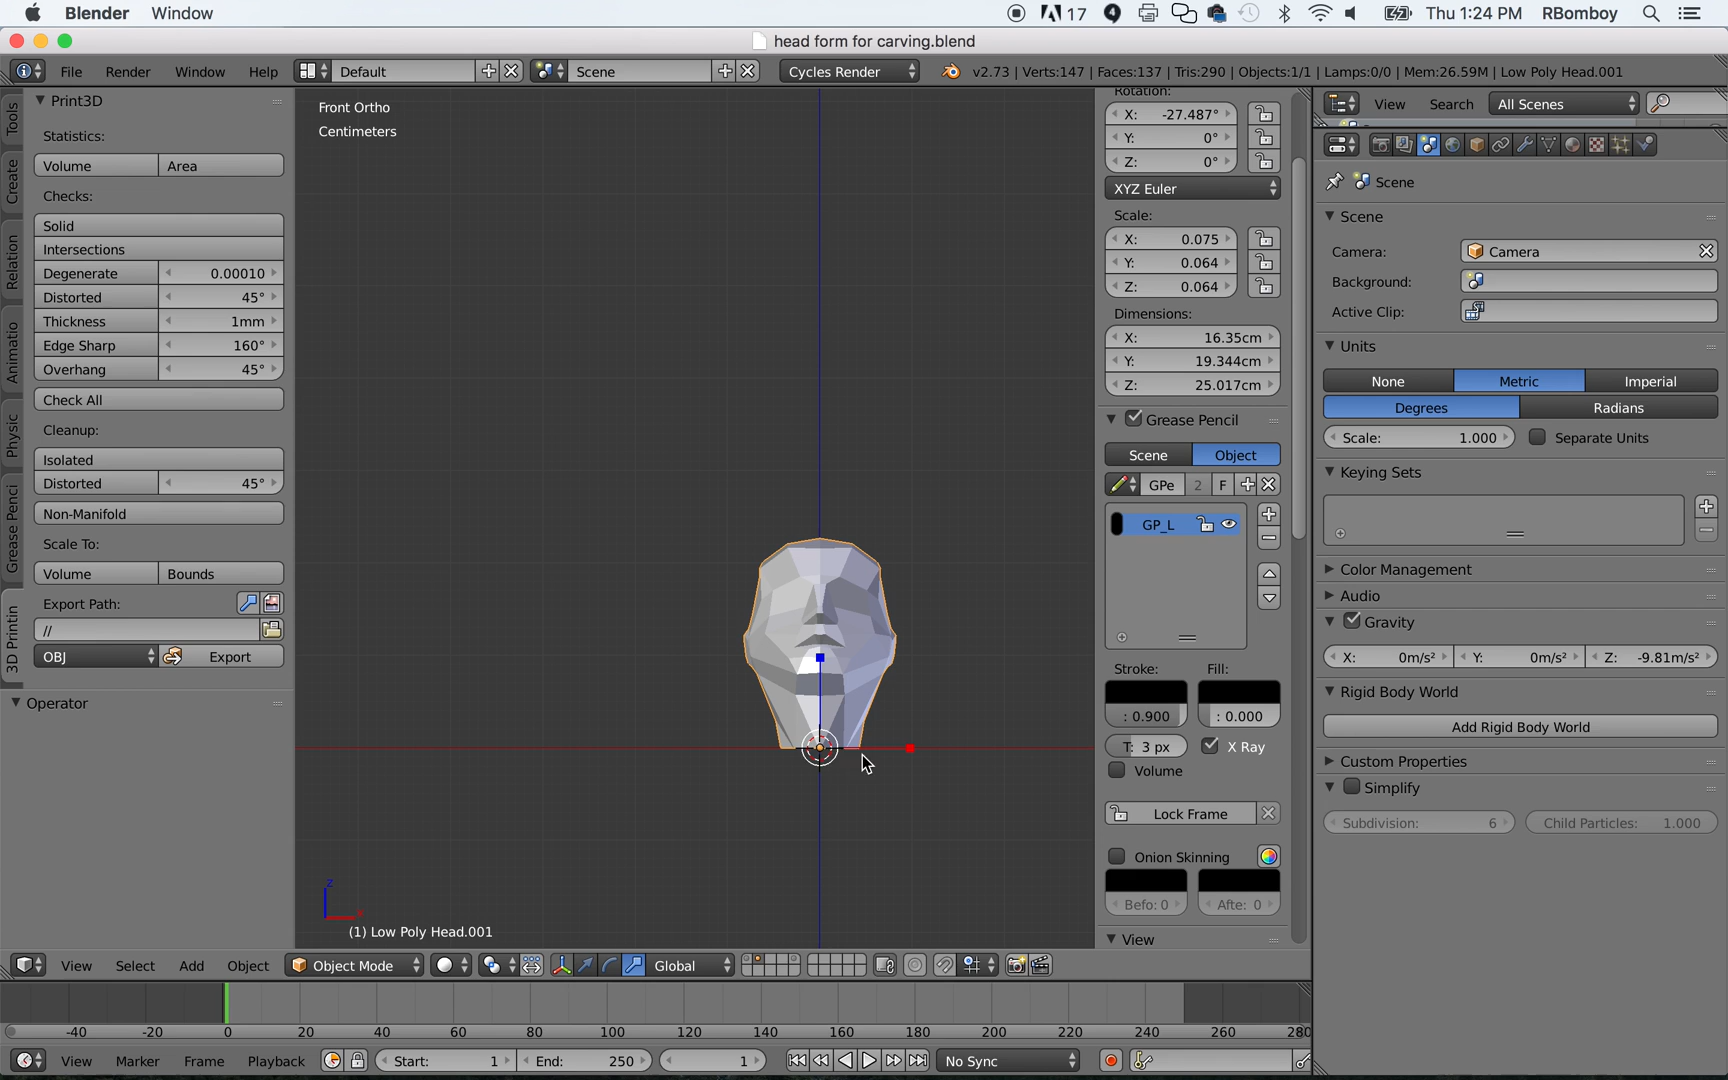 Blender Window 17 4 Thu 1:24 PM RBomboy
head form for carving.blend
File Render Window Help Default Scene Cycles Render v2.73 | Verts:147 | Faces:137 | Tris:290 | Objects:1/1 | Lamps:0/0 | Mem:26.59M | Low Poly Head.001
Tools
Create
Relation
Animatio
Physic
Grease Penci
3D Printin
Print3D
Statistics:
Volume Area
Checks:
Solid
Intersections
Degenerate 0.00010
Distorted 45°
Thickness 1mm
Edge Sharp 160°
Overhang 45°
Check All
Cleanup:
Isolated
Distorted 45°
Non-Manifold
Scale To:
Volume Bounds
Export Path:
//
OBJ Export
Operator
Front Ortho
Centimeters
z
(1) Low Poly Head.001
Rotation:
X: -27.487°
Y: 0°
Z: 0°
XYZ Euler
Scale:
X: 0.075
Y: 0.064
Z: 0.064
Dimensions:
X: 16.35cm
Y: 19.344cm
Z: 25.017cm
Grease Pencil
Scene Object
GPe 2 F
GP_L
Stroke: Fill:
: 0.900 : 0.000
T: 3 px X Ray
Volume
Lock Frame
Onion Skinning
Befo: 0 Afte: 0
View
View Search All Scenes
Scene
Scene
Camera: Camera
Background:
Active Clip:
Units
None Metric Imperial
Degrees Radians
Scale: 1.000 Separate Units
Keying Sets
Color Management
Audio
Gravity
X: 0m/s² Y: 0m/s² Z: -9.81m/s²
Rigid Body World
Add Rigid Body World
Custom Properties
Simplify
Subdivision: 6 Child Particles: 1.000
View Select Add Object Object Mode Global
-40 -20 0 20 40 60 80 100 120 140 160 180 200 220 240 260 280
View Marker Frame Playback Start: 1 End: 250 1 No Sync